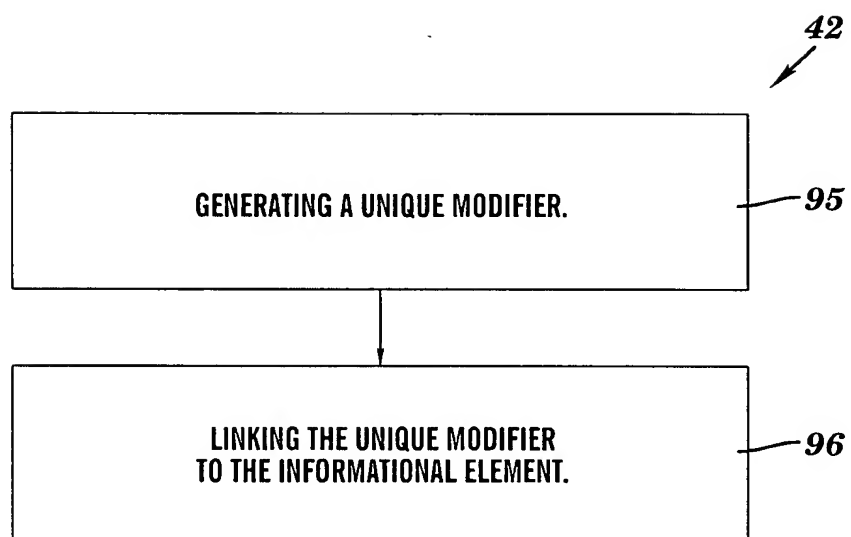 42
GENERATING A UNIQUE MODIFIER.
95
LINKING THE UNIQUE MODIFIER
TO THE INFORMATIONAL ELEMENT.
96